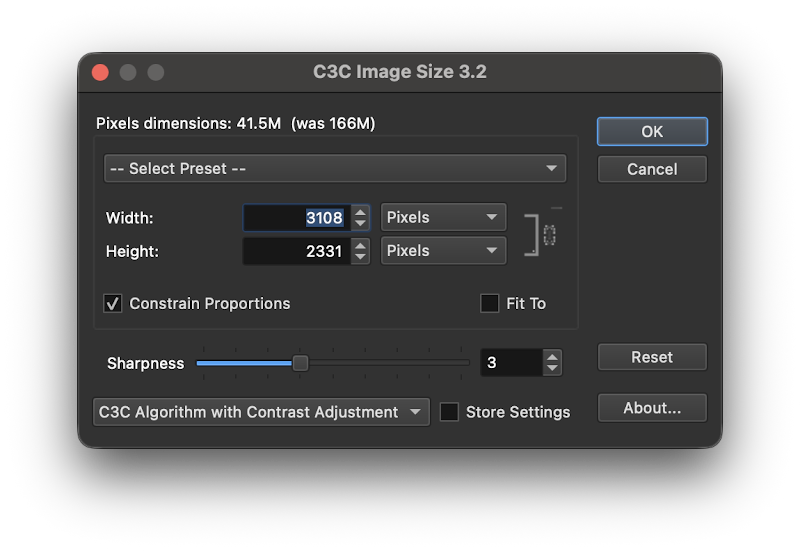 C3C Image Size 3.2
Pixels dimensions: 41.5M (was 166M)
OK
-- Select Preset --
Cancel
Width: 3108 Pixels
Height: 2331 Pixels
Constrain Proportions Fit To
Sharpness 3
Reset
C3C Algorithm with Contrast Adjustment Store Settings
About...